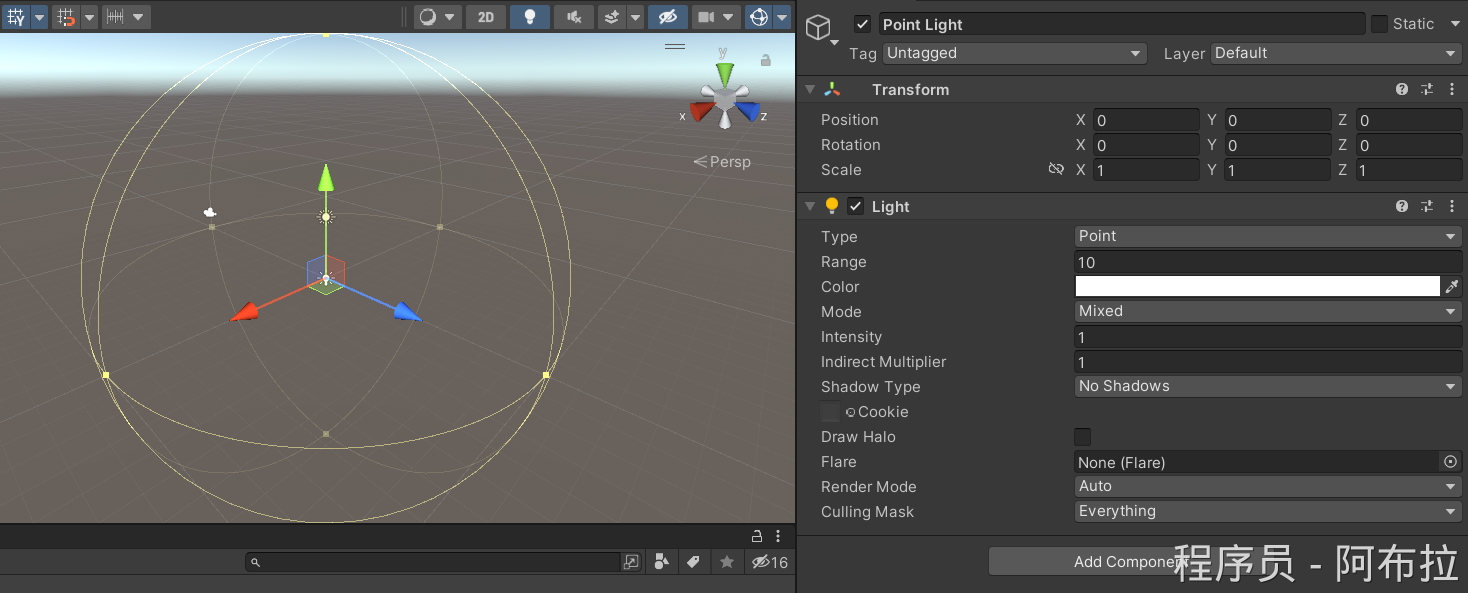 2D
y
x
z
Persp
16
Point Light
Static
Tag
Untagged
Layer
Default
Transform
Position X 0 Y 0 Z 0
Rotation X 0 Y 0 Z 0
Scale X 1 Y 1 Z 1
Light
Type Point
Range 10
Color
Mode Mixed
Intensity 1
Indirect Multiplier 1
Shadow Type No Shadows
Cookie
Draw Halo
Flare None (Flare)
Render Mode Auto
Culling Mask Everything
Add Component
程序员 - 阿布拉